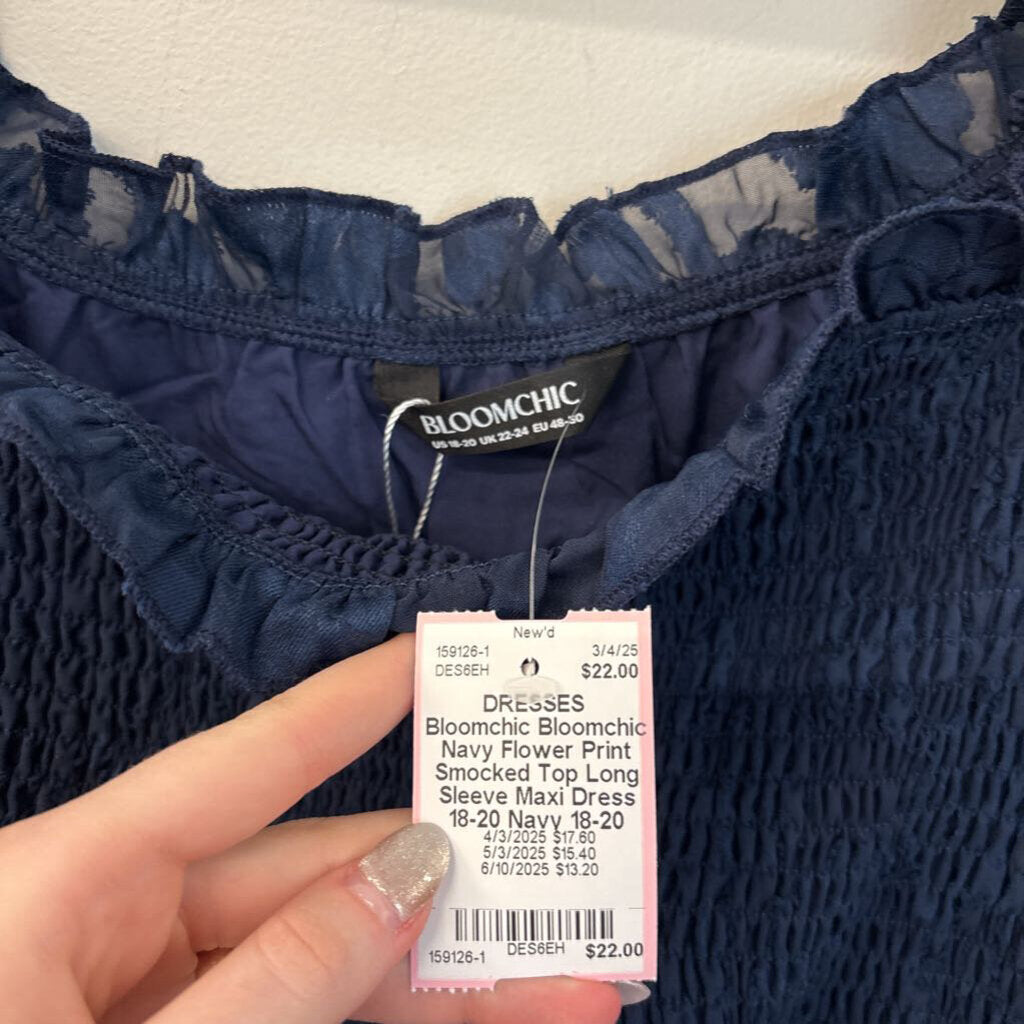 BLOOMCHIC
US 18-20 UK 22-24 EU 48-50
New'd
159126-1 3/4/25
DES6EH $22.00
DRESSES
Bloomchic Bloomchic
Navy Flower Print
Smocked Top Long
Sleeve Maxi Dress
18-20 Navy 18-20
4/3/2025 $17.60
5/3/2025 $15.40
6/10/2025 $13.20
159126-1 DES6EH $22.00